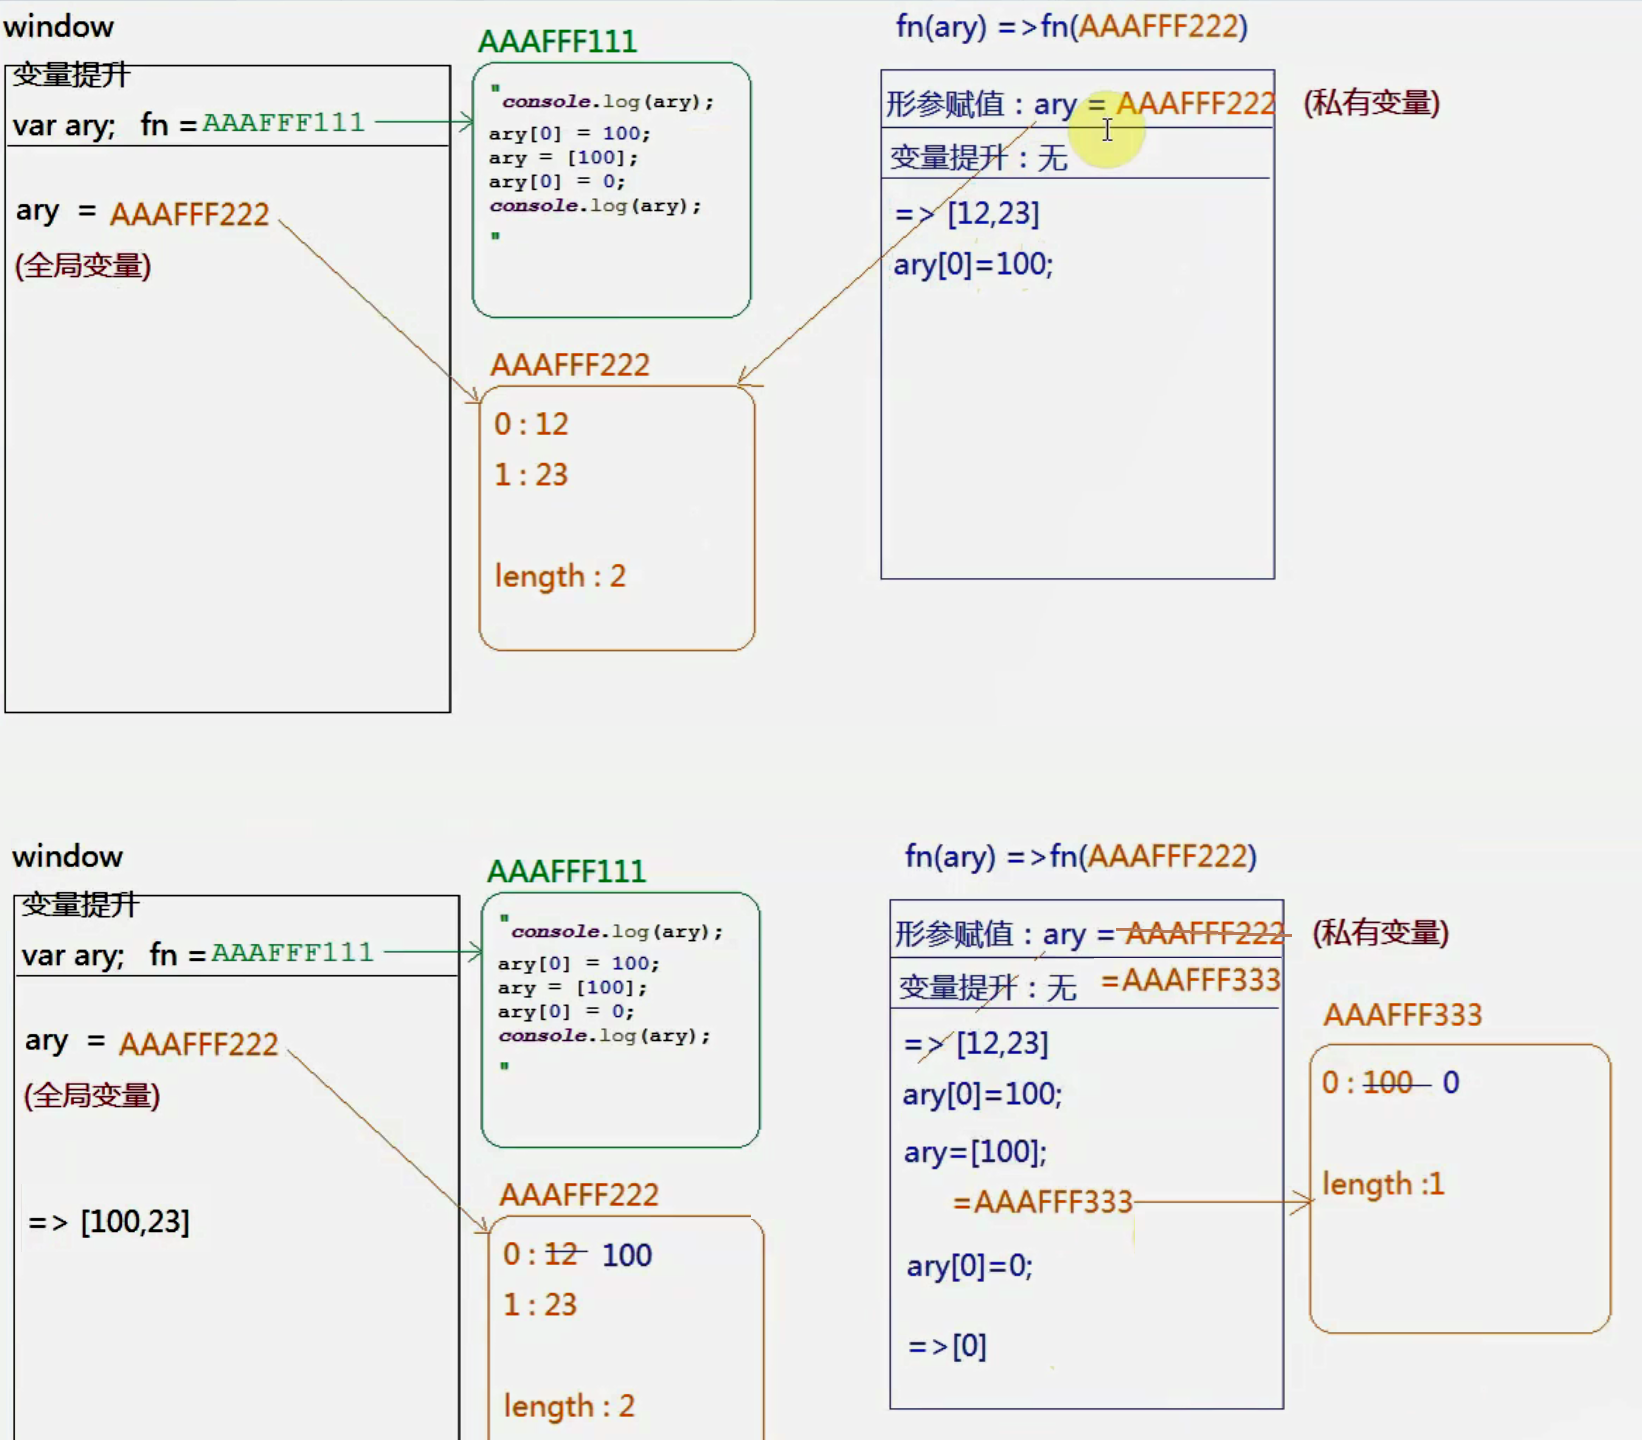 window
变量提升
var ary;   fn =AAAFFF111
ary  = AAAFFF222
(全局变量)
AAAFFF111
"console.log(ary);
ary[0] = 100;
ary = [100];
ary[0] = 0;
console.log(ary);
"
AAAFFF222
0 : 12
1 : 23
length : 2
fn(ary) =>fn(AAAFFF222)
形参赋值：ary = AAAFFF222   (私有变量)
变量提升：无
=> [12,23]
ary[0]=100;
window
变量提升
var ary;   fn =AAAFFF111
ary  = AAAFFF222
(全局变量)
=> [100,23]
AAAFFF111
"console.log(ary);
ary[0] = 100;
ary = [100];
ary[0] = 0;
console.log(ary);
"
AAAFFF222
0 : 12  100
1 : 23
length : 2
fn(ary) =>fn(AAAFFF222)
形参赋值：ary = AAAFFF222   (私有变量)
变量提升：无  =AAAFFF333
=> [12,23]
ary[0]=100;
ary=[100];
=AAAFFF333
ary[0]=0;
=>[0]
AAAFFF333
0 : 100  0
length :1